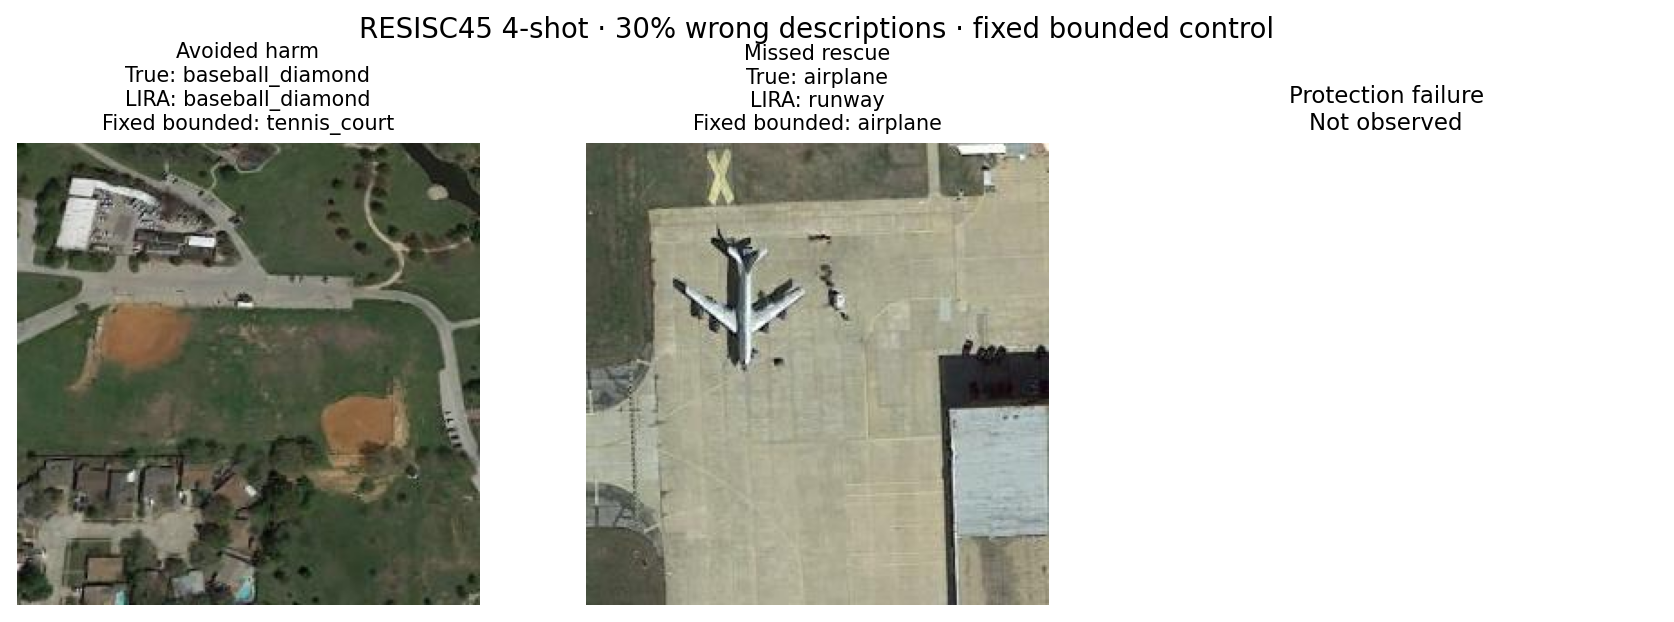 RESISC45 4-shot · 30% wrong descriptions · fixed bounded control
Avoided harm
True: baseball_diamond
LIRA: baseball_diamond
Fixed bounded: tennis_court
Missed rescue
True: airplane
LIRA: runway
Fixed bounded: airplane
Protection failure
Not observed